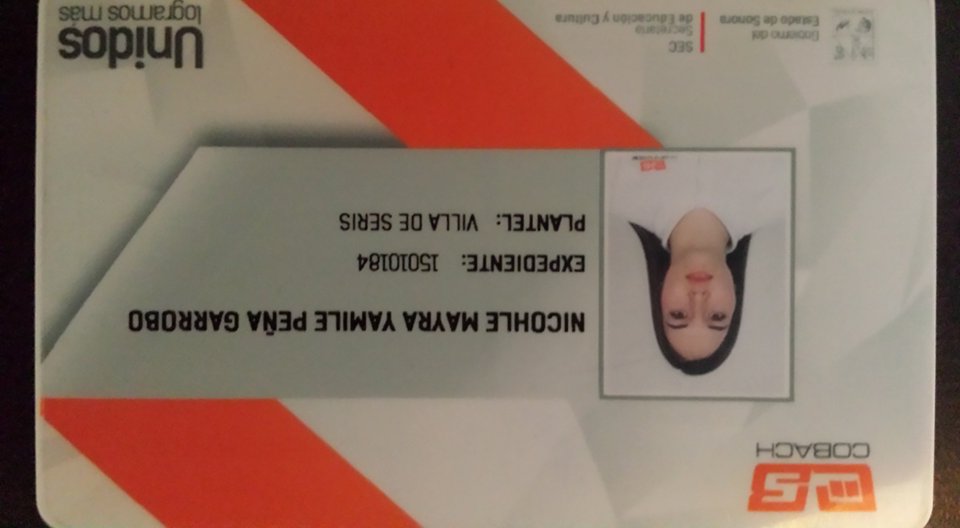 COBACH
NICOHLE MAYRA YAMILE PEÑA GARROBO
EXPEDIENTE: 15010184
PLANTEL: VILLA DE SERIS
Gobierno del
Estado de Sonora
SEC
Secretaría
de Educación y Cultura
Unidos
logramos más